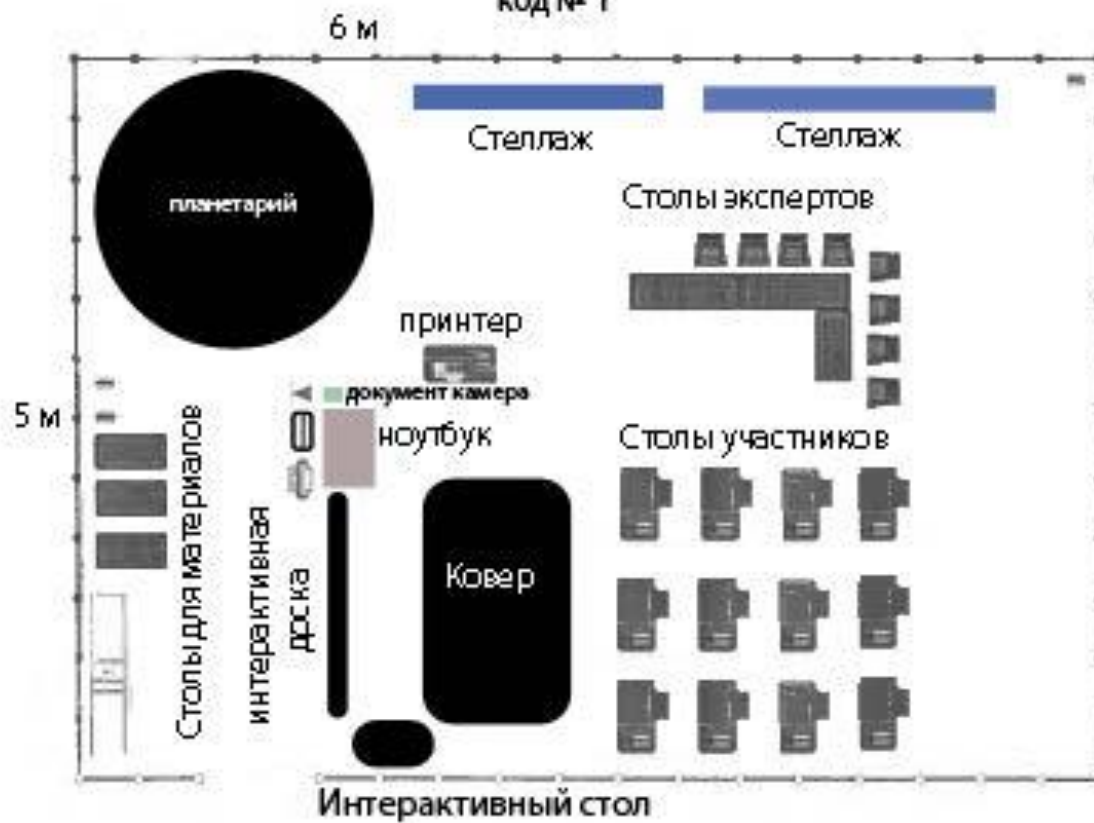 код № 1
6 м
Стеллаж
Стеллаж
планетарий
Столы экспертов
принтер
документ камера
5 м
ноутбук
Столы участников
Столы для материалов
интерактивная
доска
Ковер
Интерактивный стол